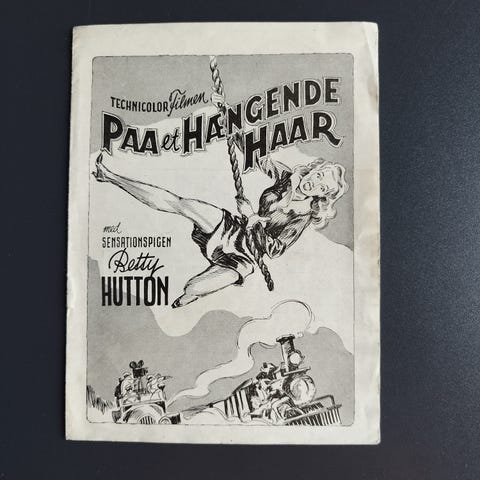 TECHNICOLOR Filmen
PAA et HÆNGENDE
HAAR
med
SENSATIONSPIGEN
Betty
HUTTON